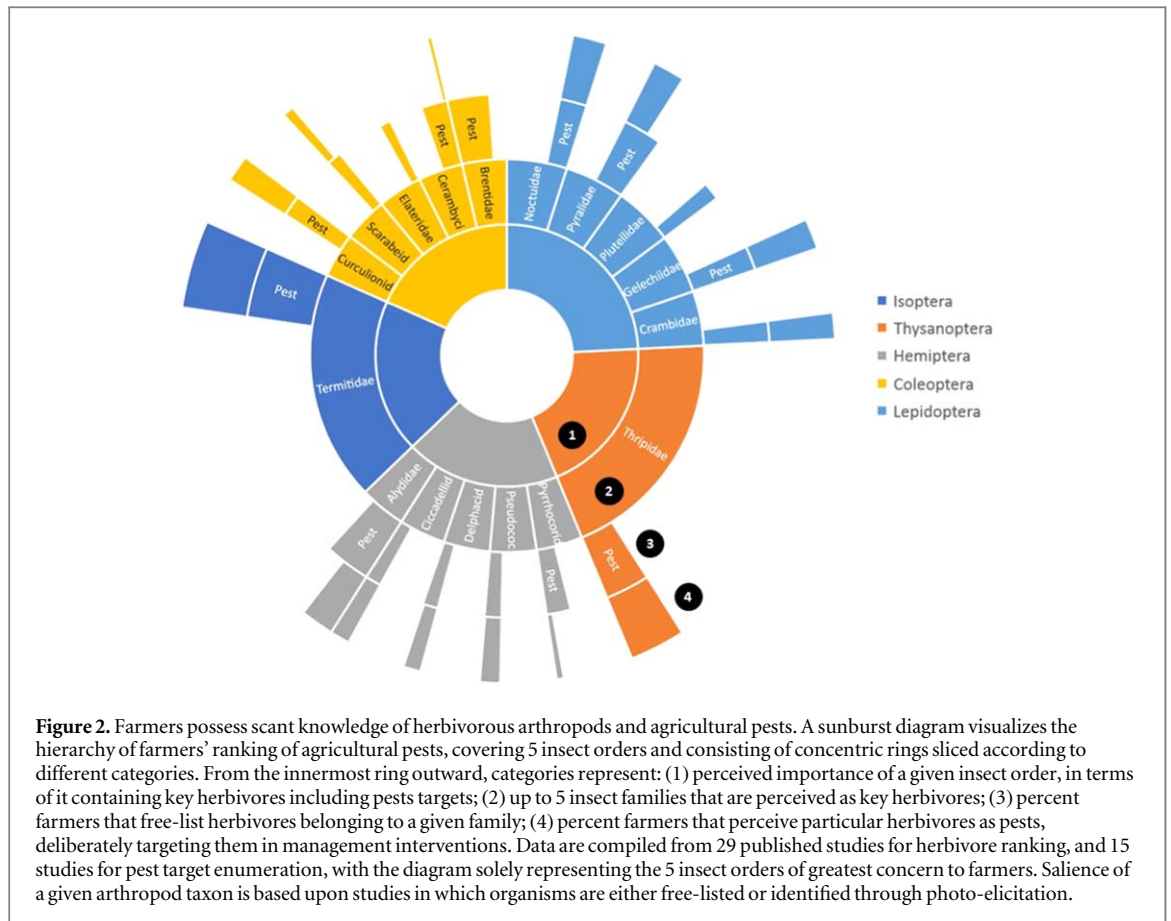 Noctuidae
Pest
Pyralidae
Pest
Plutellidae
Gelechiidae
Pest
Crambidae
Thripidae
Pest
1
2
3
4
Pyrrhocorid
Pest
Pseudococ
Delphacid
Ciccadellid
Alydidae
Pest
Termitidae
Pest
Curculionid
Pest
Scarabeid
Elateridae
Cerambyci
Pest
Brentidae
Pest
Isoptera
Thysanoptera
Hemiptera
Coleoptera
Lepidoptera
Figure 2. Farmers possess scant knowledge of herbivorous arthropods and agricultural pests. A sunburst diagram visualizes the
hierarchy of farmers' ranking of agricultural pests, covering 5 insect orders and consisting of concentric rings sliced according to
different categories. From the innermost ring outward, categories represent: (1) perceived importance of a given insect order, in terms
of it containing key herbivores including pests targets; (2) up to 5 insect families that are perceived as key herbivores; (3) percent
farmers that free-list herbivores belonging to a given family; (4) percent farmers that perceive particular herbivores as pests,
deliberately targeting them in management interventions. Data are compiled from 29 published studies for herbivore ranking, and 15
studies for pest target enumeration, with the diagram solely representing the 5 insect orders of greatest concern to farmers. Salience of
a given arthropod taxon is based upon studies in which organisms are either free-listed or identified through photo-elicitation.